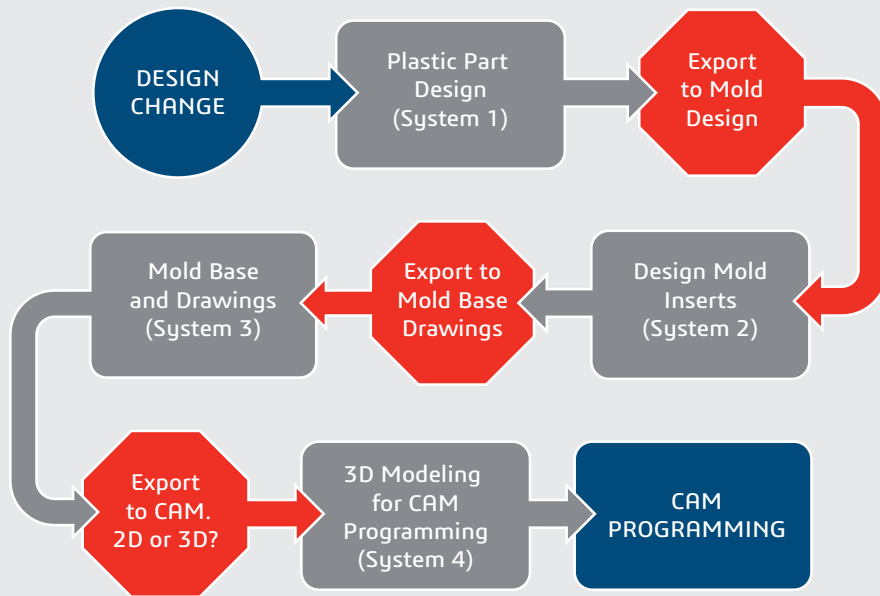 DESIGN
CHANGE
Plastic Part
Design
(System 1)
Export
to Mold
Design
Design Mold
Inserts
(System 2)
Export to
Mold Base
Drawings
Mold Base
and Drawings
(System 3)
Export
to CAM.
2D or 3D?
3D Modeling
for CAM
Programming
(System 4)
CAM
PROGRAMMING